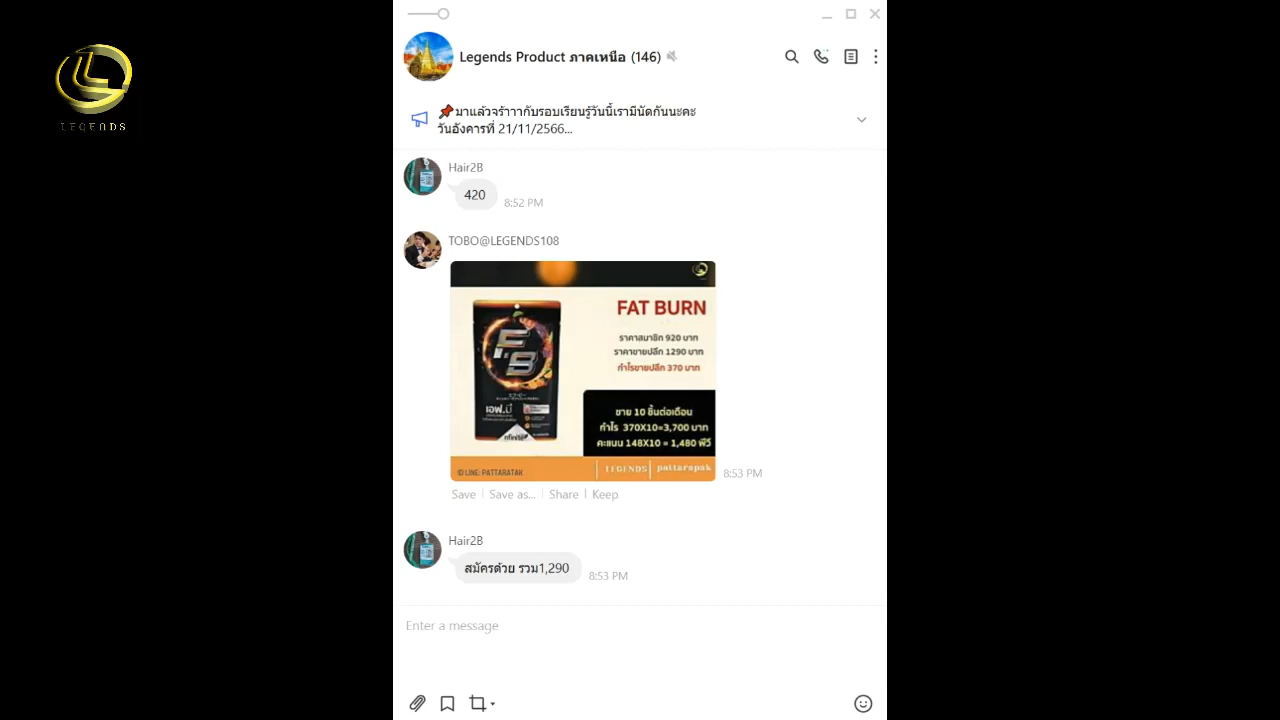 LEGENDS
Legends Product ภาคเหนือ (146)
📌มาแล้วจร้าากับรอบเรียนรู้วันนี้เรามีนัดกันนะคะ
วันอังคารที่ 21/11/2566...
Hair2B
420
8:52 PM
TOBO@LEGENDS108
FAT BURN
ราคาสมาชิก 920 บาท
ราคาขายปลีก 1290 บาท
กำไรขายปลีก 370 บาท
F.B
เอฟ.บี
nfinite
ขาย 10 ชิ้นต่อเดือน
กำไร 370X10=3,700 บาท
คะแนน 148X10 = 1,480 พีวี
© LINE: PATTARATAK
LEGENDS
pattarapak
8:53 PM
Save
Save as...
Share
Keep
Hair2B
สมัครด้วย รวม1,290
8:53 PM
Enter a message